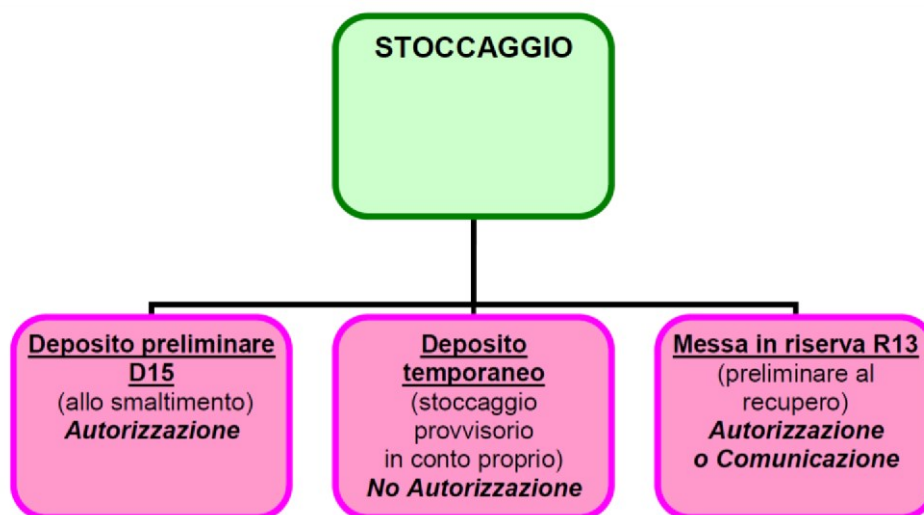 STOCCAGGIO
Deposito preliminare
D15
(allo smaltimento)
Autorizzazione
Deposito
temporaneo
(stoccaggio
provvisorio
in conto proprio)
No Autorizzazione
Messa in riserva R13
(preliminare al
recupero)
Autorizzazione
o Comunicazione